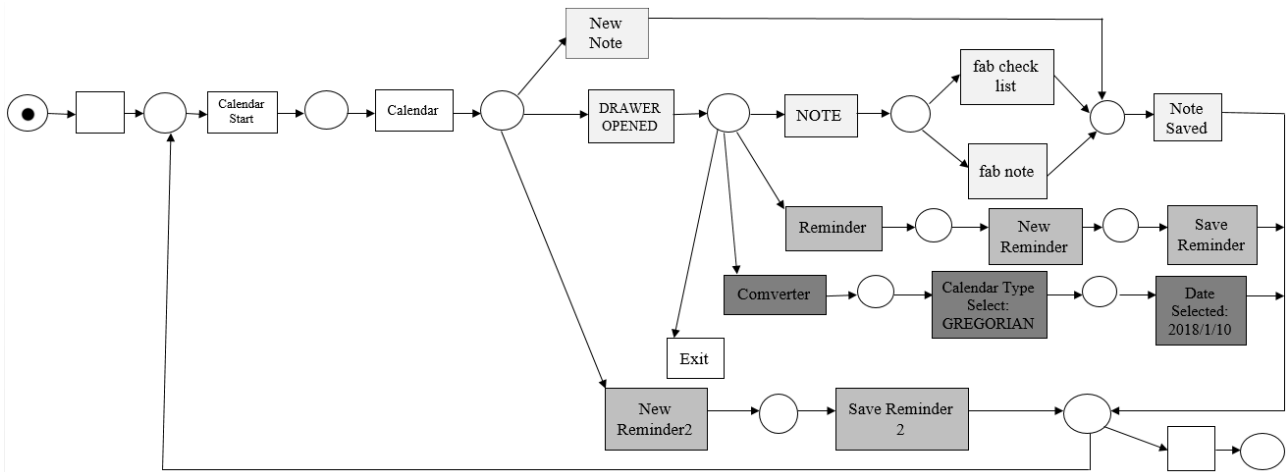 New
Note
fab check
list
Calendar
Start
Calendar
DRAWER
OPENED
NOTE
Note
Saved
fab note
Reminder
New
Reminder
Save
Reminder
Comverter
Calendar Type
Select:
GREGORIAN
Date
Selected:
2018/1/10
Exit
New
Reminder2
Save Reminder
2